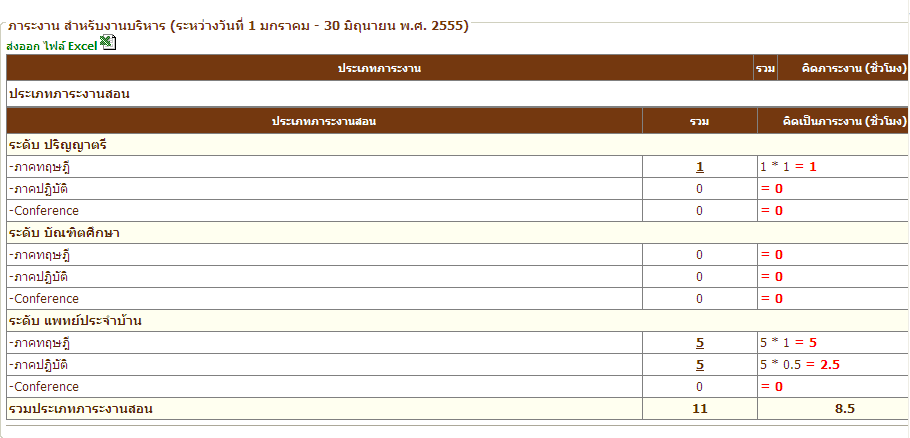 ภาระงาน สำหรับงานบริหาร (ระหว่างวันที่ 1 มกราคม - 30 มิถุนายน พ.ศ. 2555)
ส่งออก ไฟล์ Excel
ประเภทภาระงาน รวม คิดภาระงาน (ชั่วโมง)
ประเภทภาระงานสอน
ประเภทภาระงานสอน รวม คิดเป็นภาระงาน (ชั่วโมง)
ระดับ ปริญญาตรี
-ภาคทฤษฎี 1 1 * 1 = 1
-ภาคปฏิบัติ 0 = 0
-Conference 0 = 0
ระดับ บัณฑิตศึกษา
-ภาคทฤษฎี 0 = 0
-ภาคปฏิบัติ 0 = 0
-Conference 0 = 0
ระดับ แพทย์ประจำบ้าน
-ภาคทฤษฎี 5 5 * 1 = 5
-ภาคปฏิบัติ 5 5 * 0.5 = 2.5
-Conference 0 = 0
รวมประเภทภาระงานสอน 11 8.5